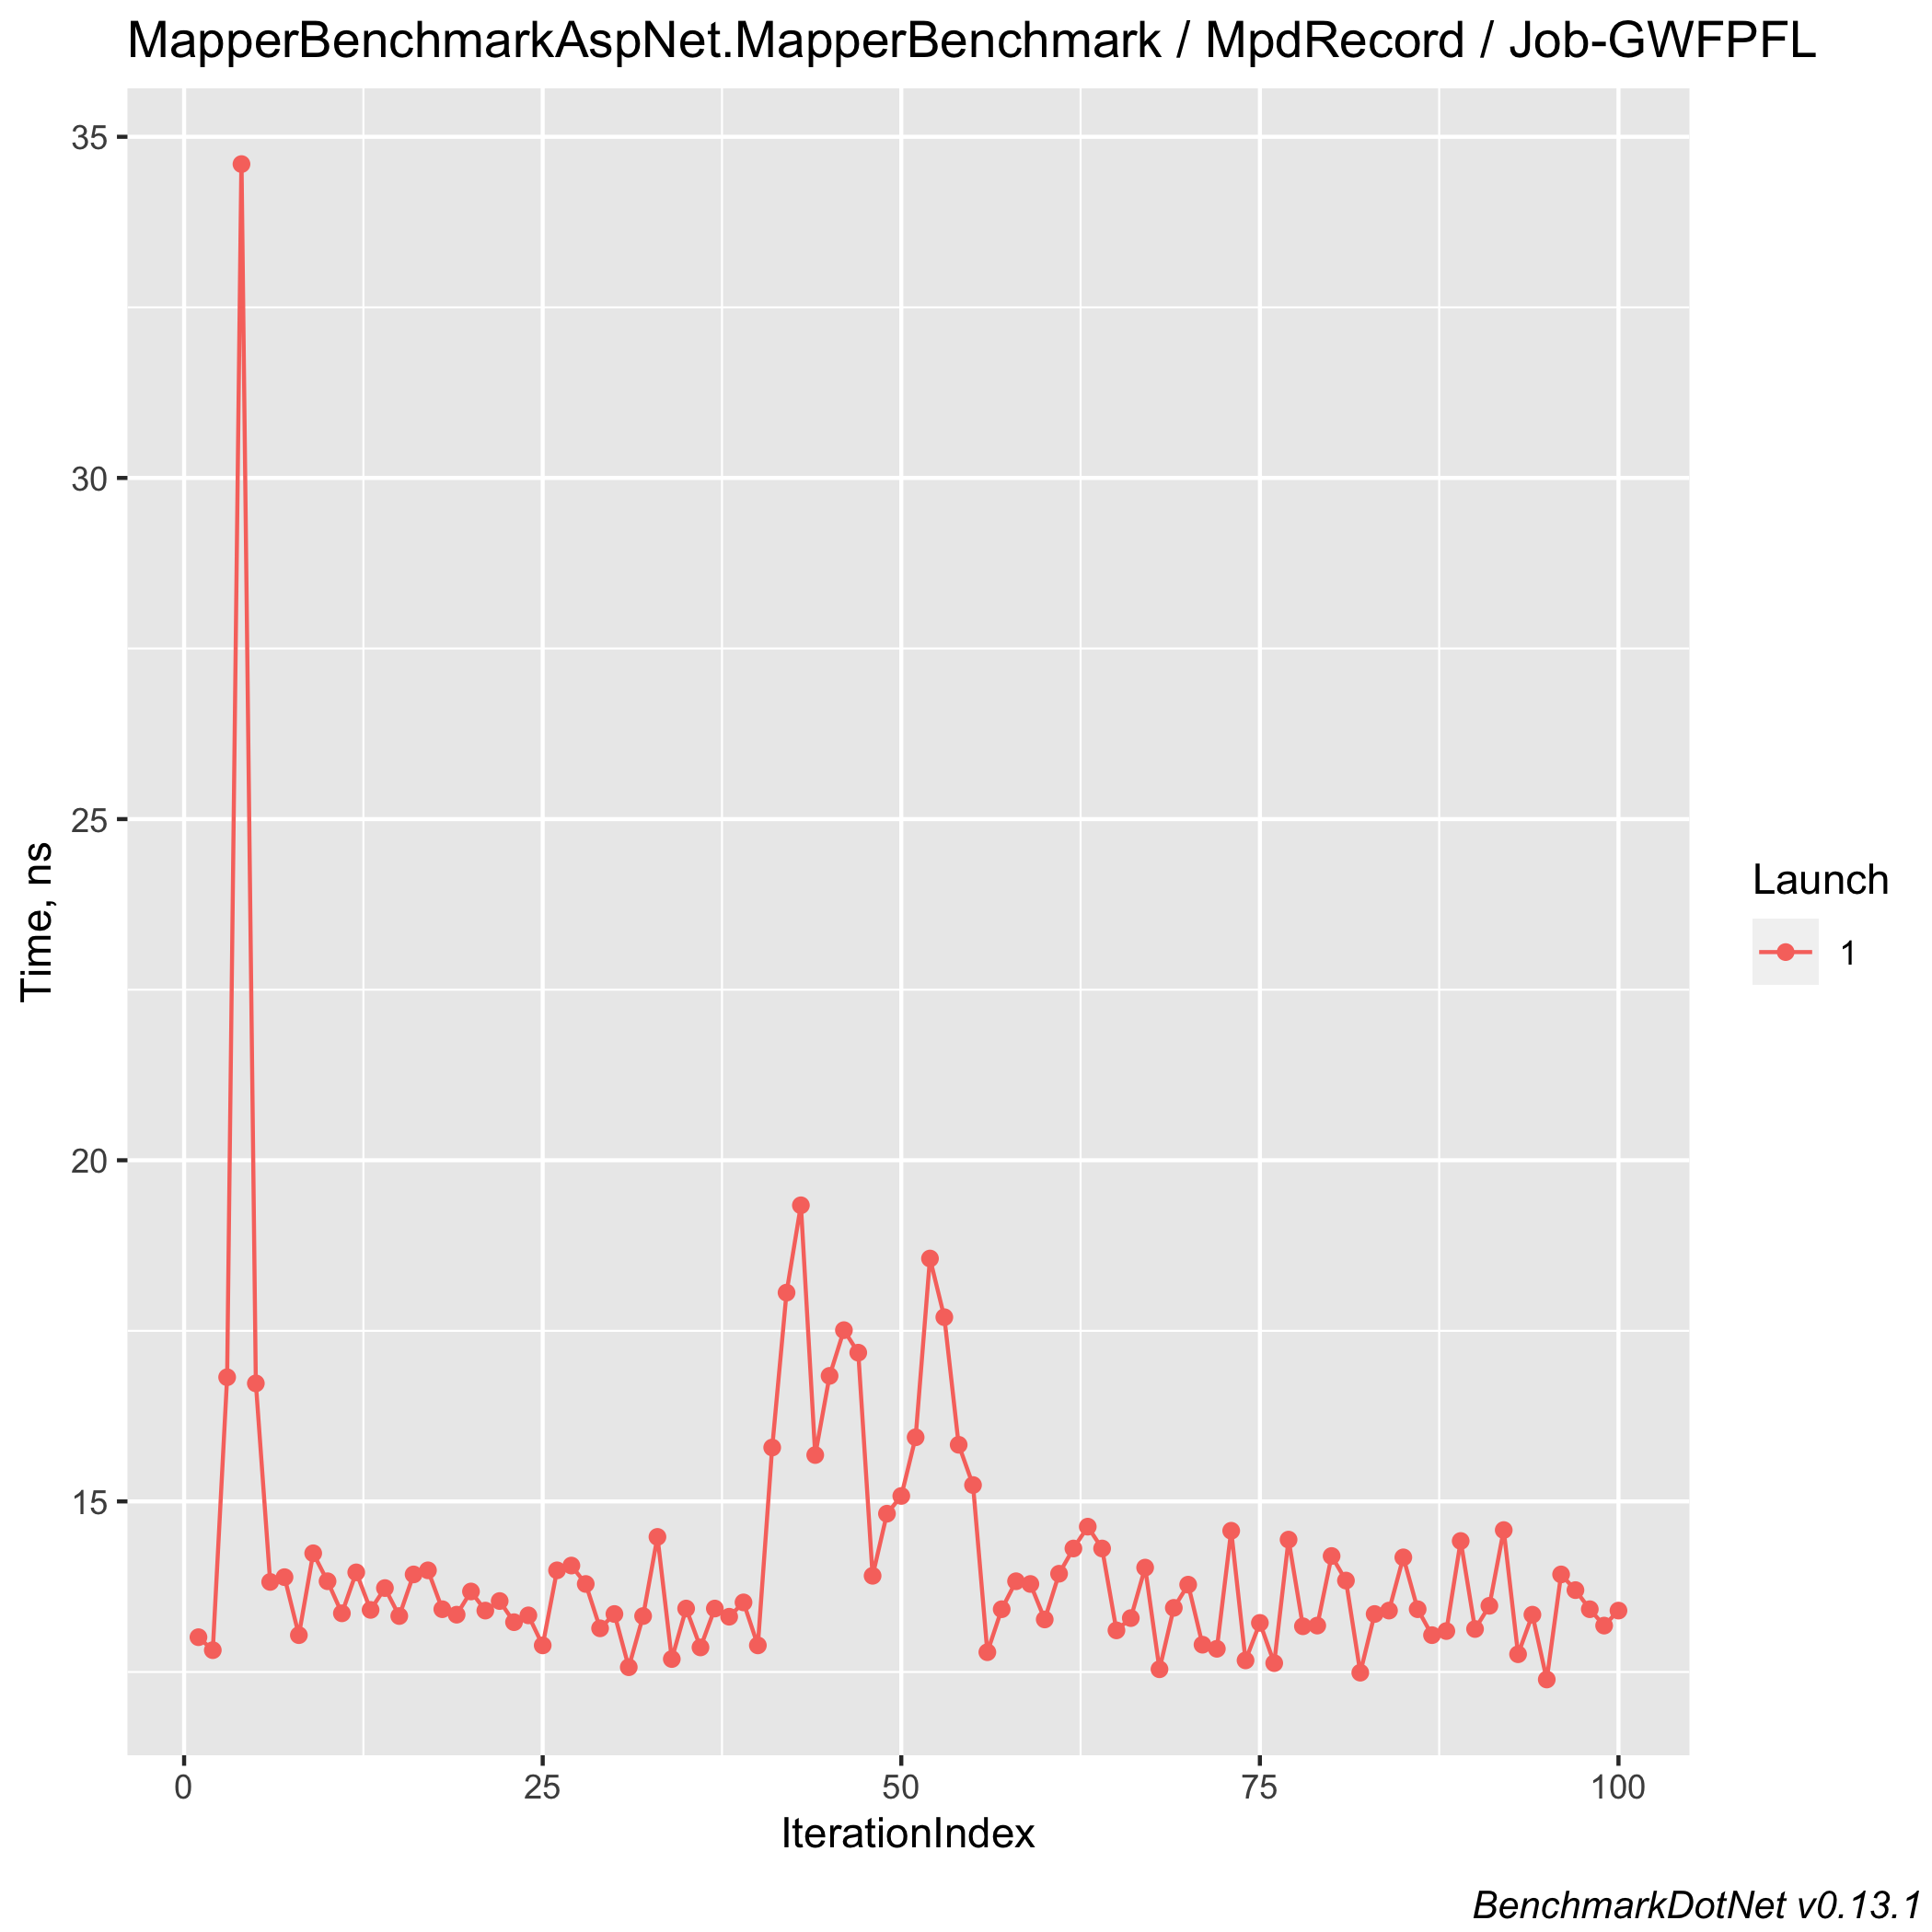 MapperBenchmarkAspNet.MapperBenchmark / MpdRecord / Job-GWFPFL
35
30
25
20
15
Time, ns
0 25 50 75 100
IterationIndex
Launch
1
BenchmarkDotNet v0.13.1